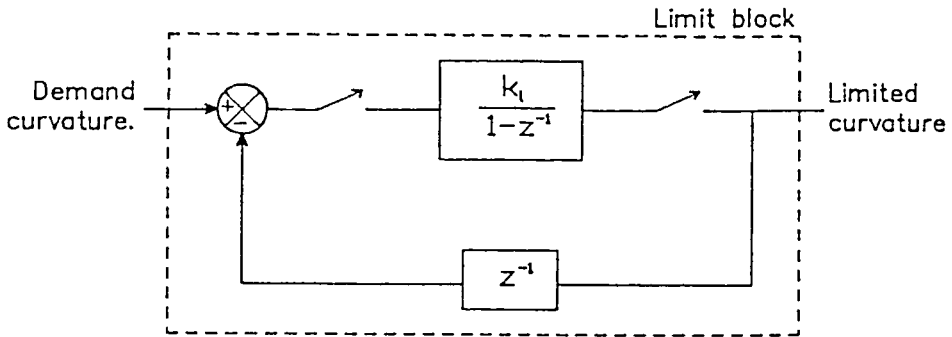 Limit block
Demand
curvature.
+
−
k₁
1−z⁻¹
Limited
curvature
z⁻¹